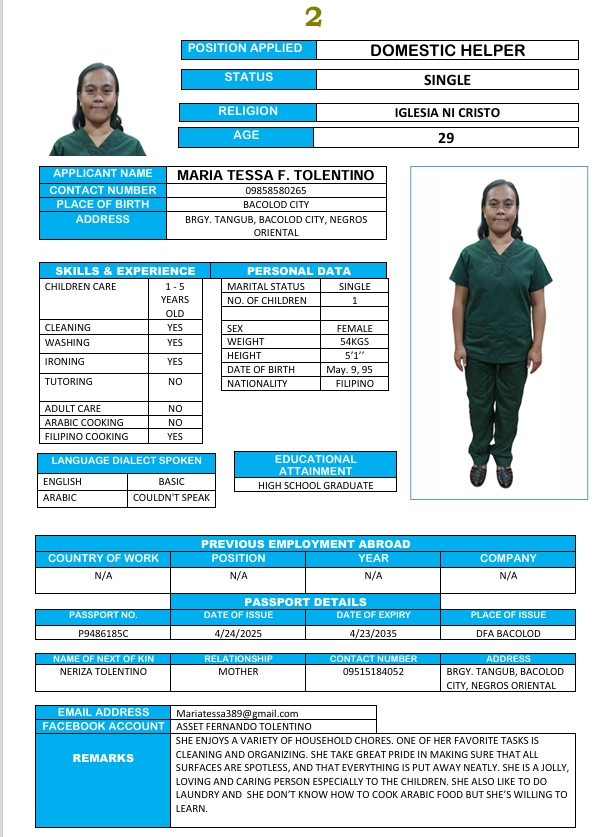 2
POSITION APPLIED DOMESTIC HELPER
STATUS SINGLE
RELIGION IGLESIA NI CRISTO
AGE 29
APPLICANT NAME MARIA TESSA F. TOLENTINO
CONTACT NUMBER 09858580265
PLACE OF BIRTH BACOLOD CITY
ADDRESS BRGY. TANGUB, BACOLOD CITY, NEGROS
ORIENTAL
SKILLS & EXPERIENCE
CHILDREN CARE 1 - 5
YEARS
OLD
CLEANING YES
WASHING YES
IRONING YES
TUTORING NO
ADULT CARE NO
ARABIC COOKING NO
FILIPINO COOKING YES
PERSONAL DATA
MARITAL STATUS SINGLE
NO. OF CHILDREN 1
SEX FEMALE
WEIGHT 54KGS
HEIGHT 5'1''
DATE OF BIRTH May. 9, 95
NATIONALITY FILIPINO
LANGUAGE DIALECT SPOKEN
ENGLISH BASIC
ARABIC COULDN'T SPEAK
EDUCATIONAL
ATTAINMENT
HIGH SCHOOL GRADUATE
PREVIOUS EMPLOYMENT ABROAD
COUNTRY OF WORK POSITION YEAR COMPANY
N/A N/A N/A N/A
PASSPORT DETAILS
PASSPORT NO. DATE OF ISSUE DATE OF EXPIRY PLACE OF ISSUE
P9486185C 4/24/2025 4/23/2035 DFA BACOLOD
NAME OF NEXT OF KIN RELATIONSHIP CONTACT NUMBER ADDRESS
NERIZA TOLENTINO MOTHER 09515184052 BRGY. TANGUB, BACOLOD
CITY, NEGROS ORIENTAL
EMAIL ADDRESS Mariatessa389@gmail.com
FACEBOOK ACCOUNT ASSET FERNANDO TOLENTINO
REMARKS
SHE ENJOYS A VARIETY OF HOUSEHOLD CHORES. ONE OF HER FAVORITE TASKS IS
CLEANING AND ORGANIZING. SHE TAKE GREAT PRIDE IN MAKING SURE THAT ALL
SURFACES ARE SPOTLESS, AND THAT EVERYTHING IS PUT AWAY NEATLY. SHE IS A JOLLY,
LOVING AND CARING PERSON ESPECIALLY TO THE CHILDREN. SHE ALSO LIKE TO DO
LAUNDRY AND SHE DON'T KNOW HOW TO COOK ARABIC FOOD BUT SHE'S WILLING TO
LEARN.